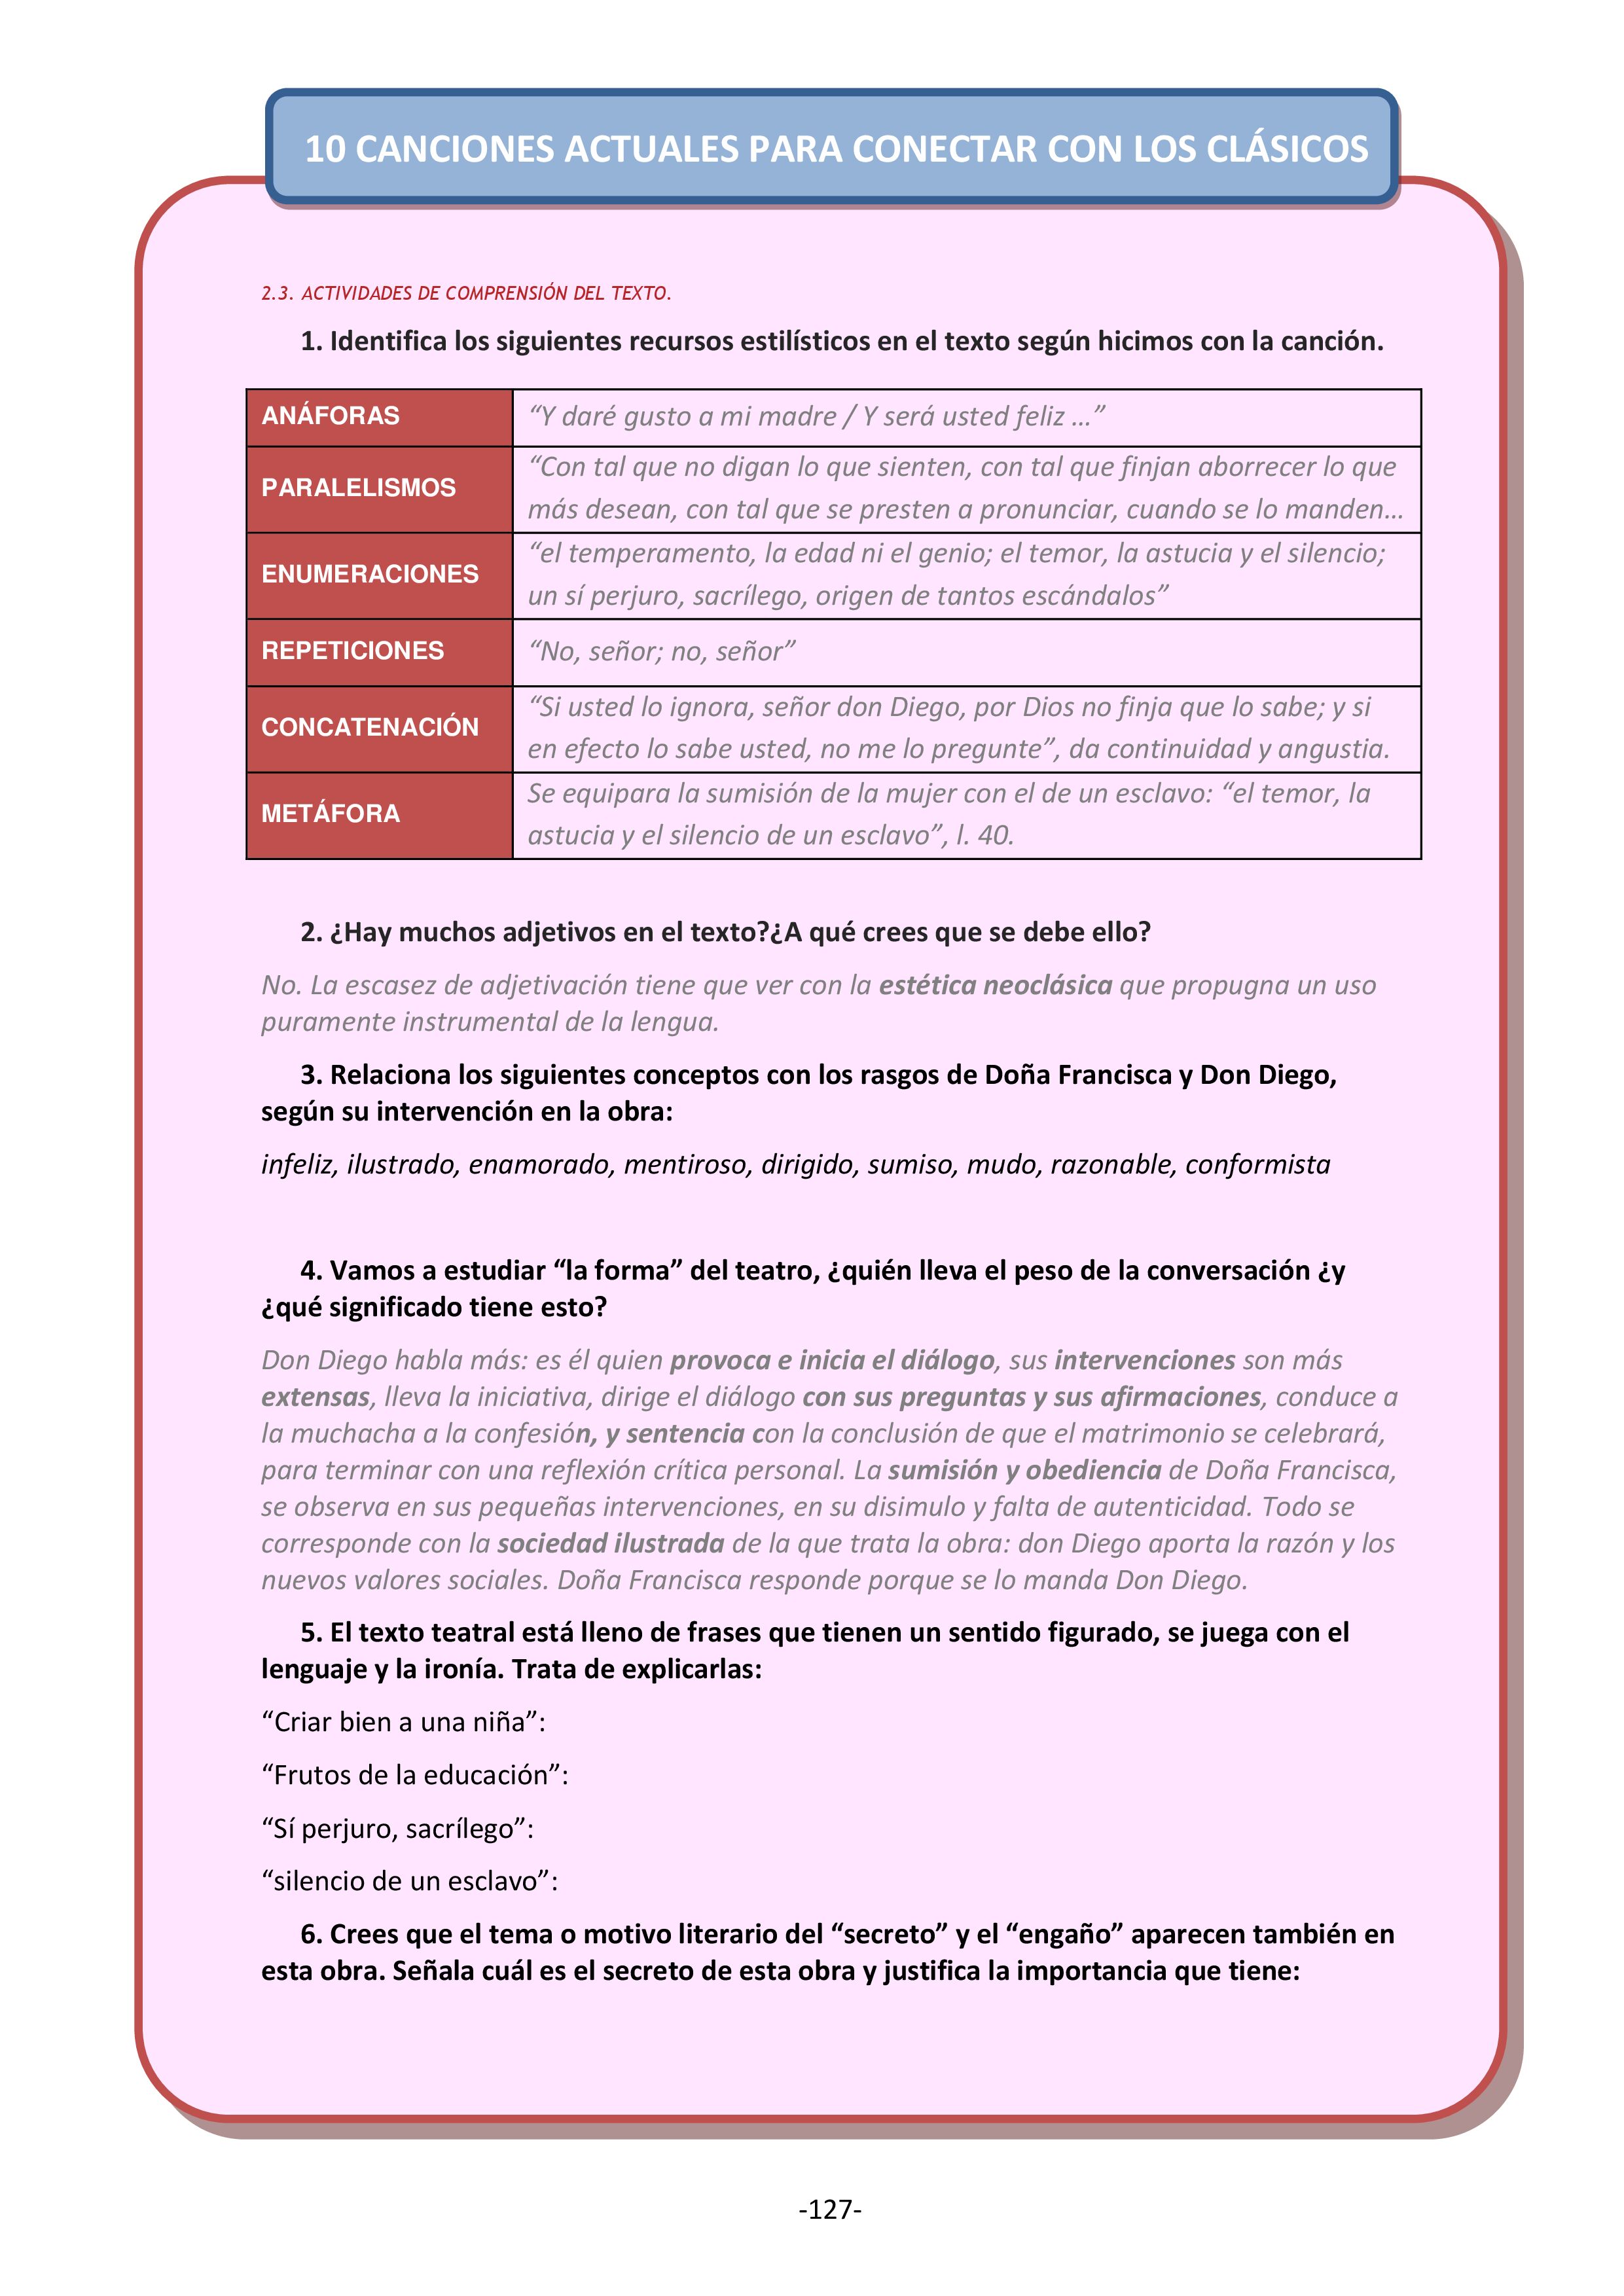 10 CANCIONES ACTUALES PARA CONECTAR CON LOS CLÁSICOS
2.3. ACTIVIDADES DE COMPRENSIÓN DEL TEXTO.
1. Identifica los siguientes recursos estilísticos en el texto según hicimos con la canción.
ANÁFORAS
“Y daré gusto a mi madre / Y será usted feliz …”
PARALELISMOS
“Con tal que no digan lo que sienten, con tal que finjan aborrecer lo que
más desean, con tal que se presten a pronunciar, cuando se lo manden…
ENUMERACIONES
“el temperamento, la edad ni el genio; el temor, la astucia y el silencio;
un sí perjuro, sacrílego, origen de tantos escándalos”
REPETICIONES
“No, señor; no, señor”
CONCATENACIÓN
“Si usted lo ignora, señor don Diego, por Dios no finja que lo sabe; y si
en efecto lo sabe usted, no me lo pregunte”, da continuidad y angustia.
METÁFORA
Se equipara la sumisión de la mujer con el de un esclavo: “el temor, la
astucia y el silencio de un esclavo”, l. 40.
2. ¿Hay muchos adjetivos en el texto?¿A qué crees que se debe ello?
No. La escasez de adjetivación tiene que ver con la estética neoclásica que propugna un uso
puramente instrumental de la lengua.
3. Relaciona los siguientes conceptos con los rasgos de Doña Francisca y Don Diego,
según su intervención en la obra:
infeliz, ilustrado, enamorado, mentiroso, dirigido, sumiso, mudo, razonable, conformista
4. Vamos a estudiar “la forma” del teatro, ¿quién lleva el peso de la conversación ¿y
¿qué significado tiene esto?
Don Diego habla más: es él quien provoca e inicia el diálogo, sus intervenciones son más
extensas, lleva la iniciativa, dirige el diálogo con sus preguntas y sus afirmaciones, conduce a
la muchacha a la confesión, y sentencia con la conclusión de que el matrimonio se celebrará,
para terminar con una reflexión crítica personal. La sumisión y obediencia de Doña Francisca,
se observa en sus pequeñas intervenciones, en su disimulo y falta de autenticidad. Todo se
corresponde con la sociedad ilustrada de la que trata la obra: don Diego aporta la razón y los
nuevos valores sociales. Doña Francisca responde porque se lo manda Don Diego.
5. El texto teatral está lleno de frases que tienen un sentido figurado, se juega con el
lenguaje y la ironía. Trata de explicarlas:
“Criar bien a una niña”:
“Frutos de la educación”:
“Sí perjuro, sacrílego”:
“silencio de un esclavo”:
6. Crees que el tema o motivo literario del “secreto” y el “engaño” aparecen también en
esta obra. Señala cuál es el secreto de esta obra y justifica la importancia que tiene:
-127-